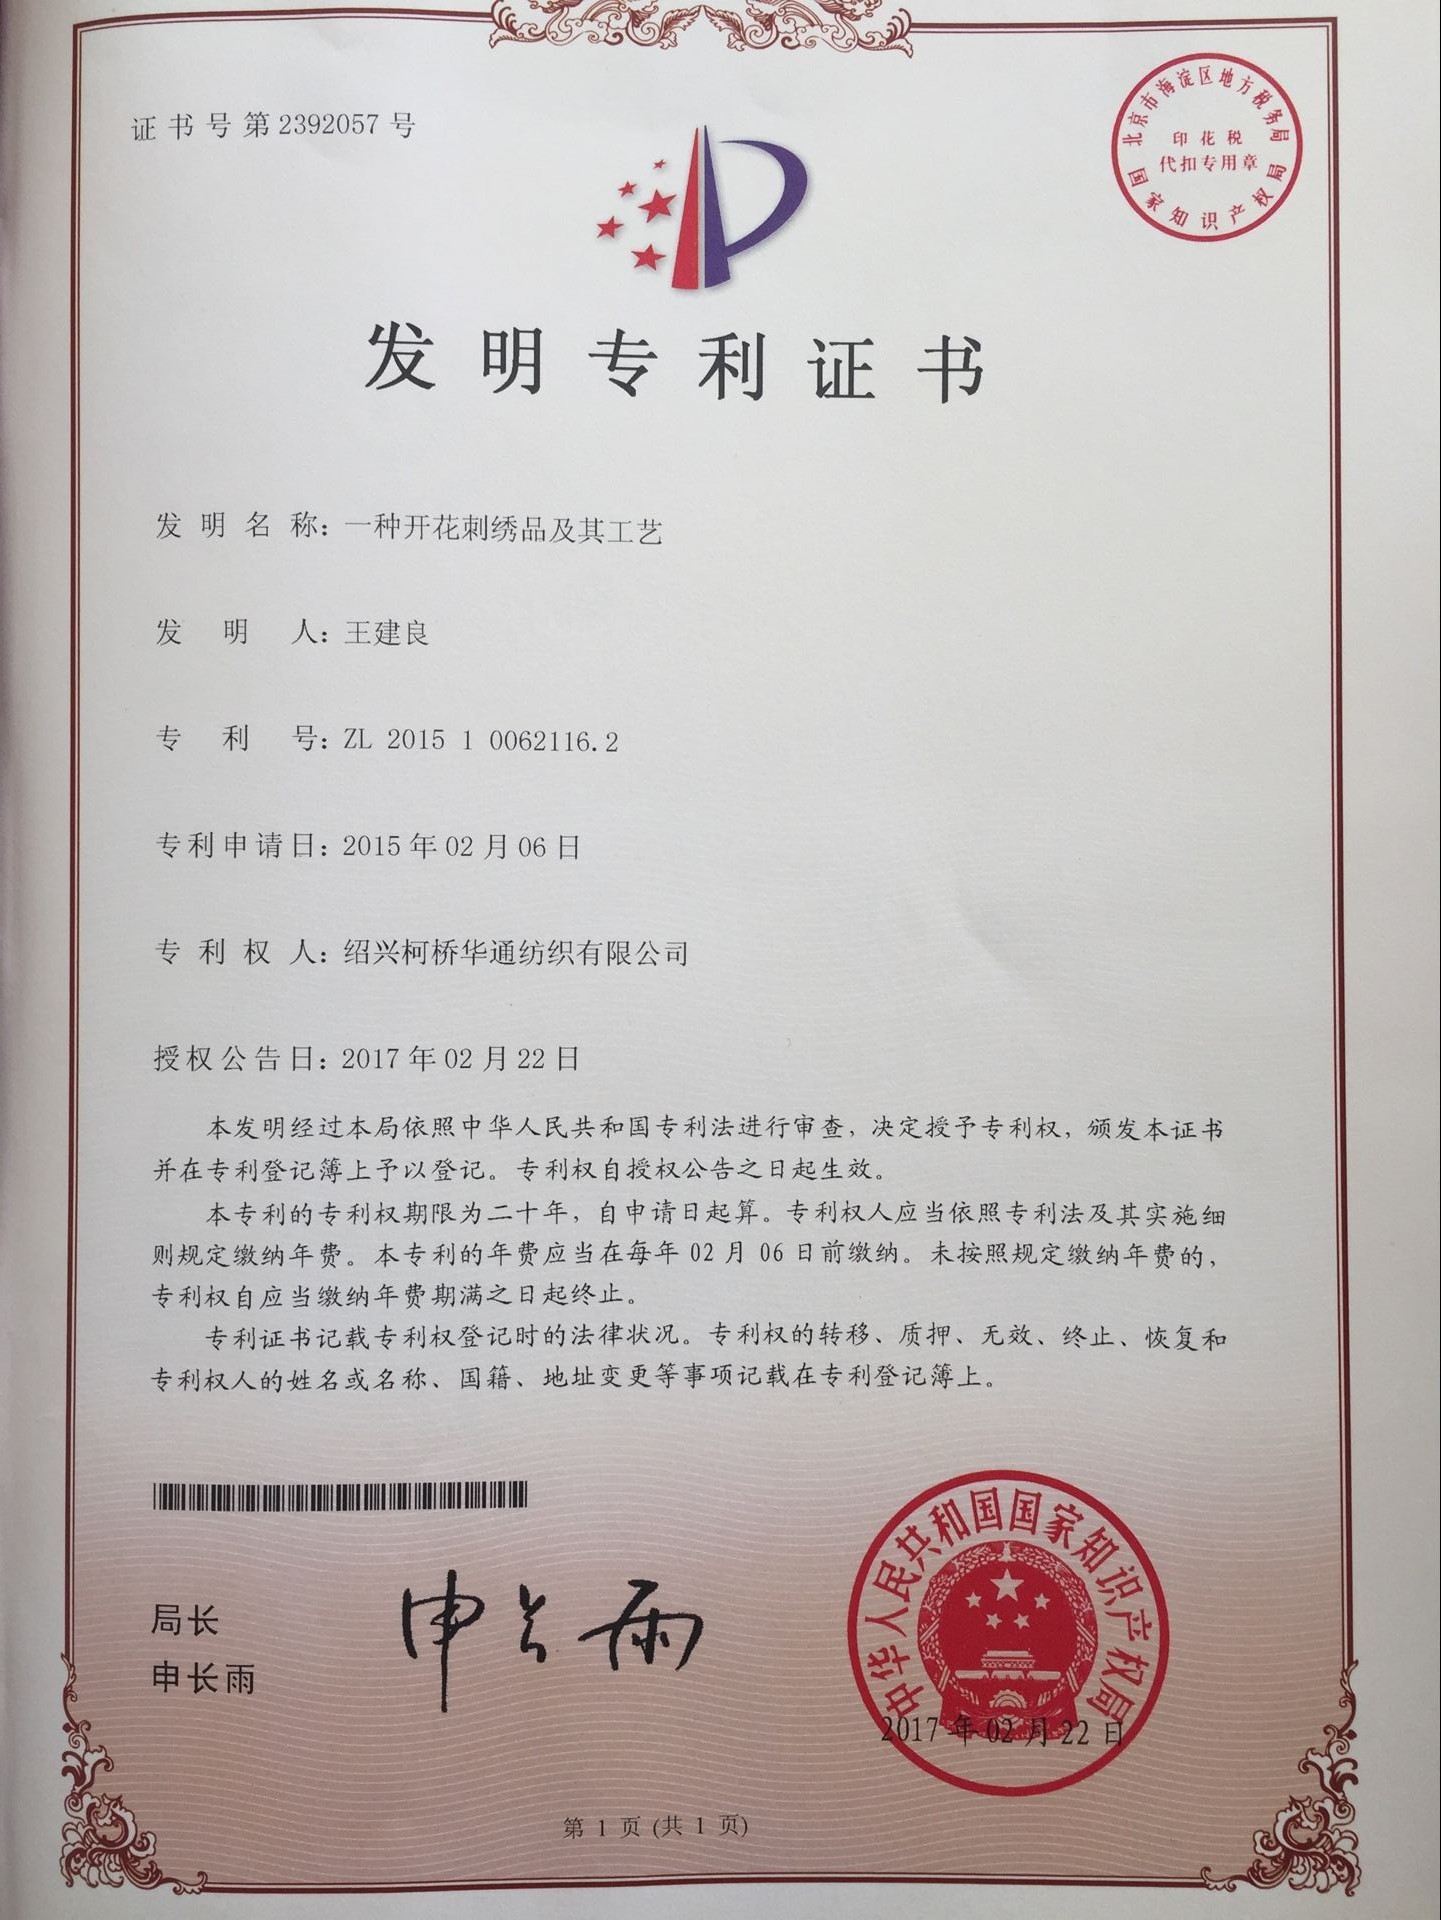 证书号第2392057号
北京市海淀区地方税务局
印花税
代扣专用章
国家知识产权局
发明专利证书
发明名称：一种开花刺绣品及其工艺
发明人：王建良
专利号：ZL 2015 1 0062116.2
专利申请日：2015年02月06日
专利权人：绍兴柯桥华通纺织有限公司
授权公告日：2017年02月22日
本发明经过本局依照中华人民共和国专利法进行审查，决定授予专利权，颁发本证书
并在专利登记簿上予以登记。专利权自授权公告之日起生效。
本专利的专利权期限为二十年，自申请日起算。专利权人应当依照专利法及其实施细
则规定缴纳年费。本专利的年费应当在每年02月06日前缴纳。未按照规定缴纳年费的，
专利权自应当缴纳年费期满之日起终止。
专利证书记载专利权登记时的法律状况。专利权的转移、质押、无效、终止、恢复和
专利权人的姓名或名称、国籍、地址变更等事项记载在专利登记簿上。
局长
申长雨
申长雨
中华人民共和国国家知识产权局
2017年02月22日
第1页(共1页)